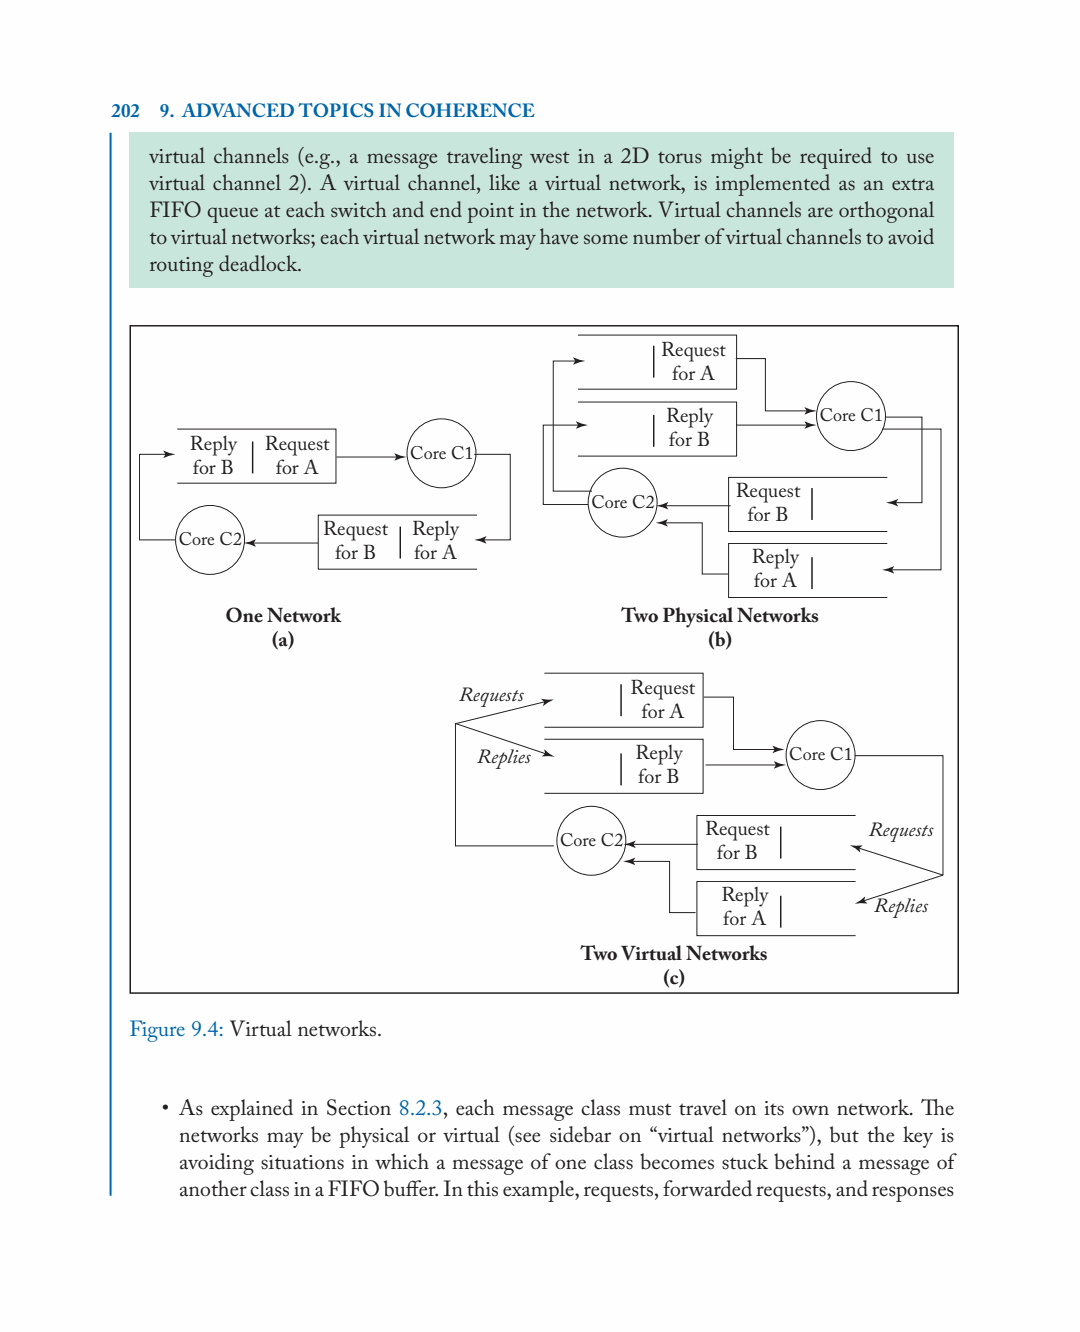 202 9. ADVANCED TOPICS IN COHERENCE
virtual channels (e.g., a message traveling west in a 2D torus might be required to use
virtual channel 2). A virtual channel, like a virtual network, is implemented as an extra
FIFO queue at each switch and end point in the network. Virtual channels are orthogonal
to virtual networks; each virtual network may have some number of virtual channels to avoid
routing deadlock.
Reply
for B
Request
for A
Core C1
Core C2
Request
for B
Reply
for A
One Network
(a)
Request
for A
Reply
for B
Core C1
Core C2
Request
for B
Reply
for A
Two Physical Networks
(b)
Requests
Replies
Request
for A
Reply
for B
Core C1
Core C2
Request
for B
Reply
for A
Requests
Replies
Two Virtual Networks
(c)
Figure 9.4: Virtual networks.
• As explained in Section 8.2.3, each message class must travel on its own network. The
networks may be physical or virtual (see sidebar on “virtual networks”), but the key is
avoiding situations in which a message of one class becomes stuck behind a message of
another class in a FIFO buffer. In this example, requests, forwarded requests, and responses